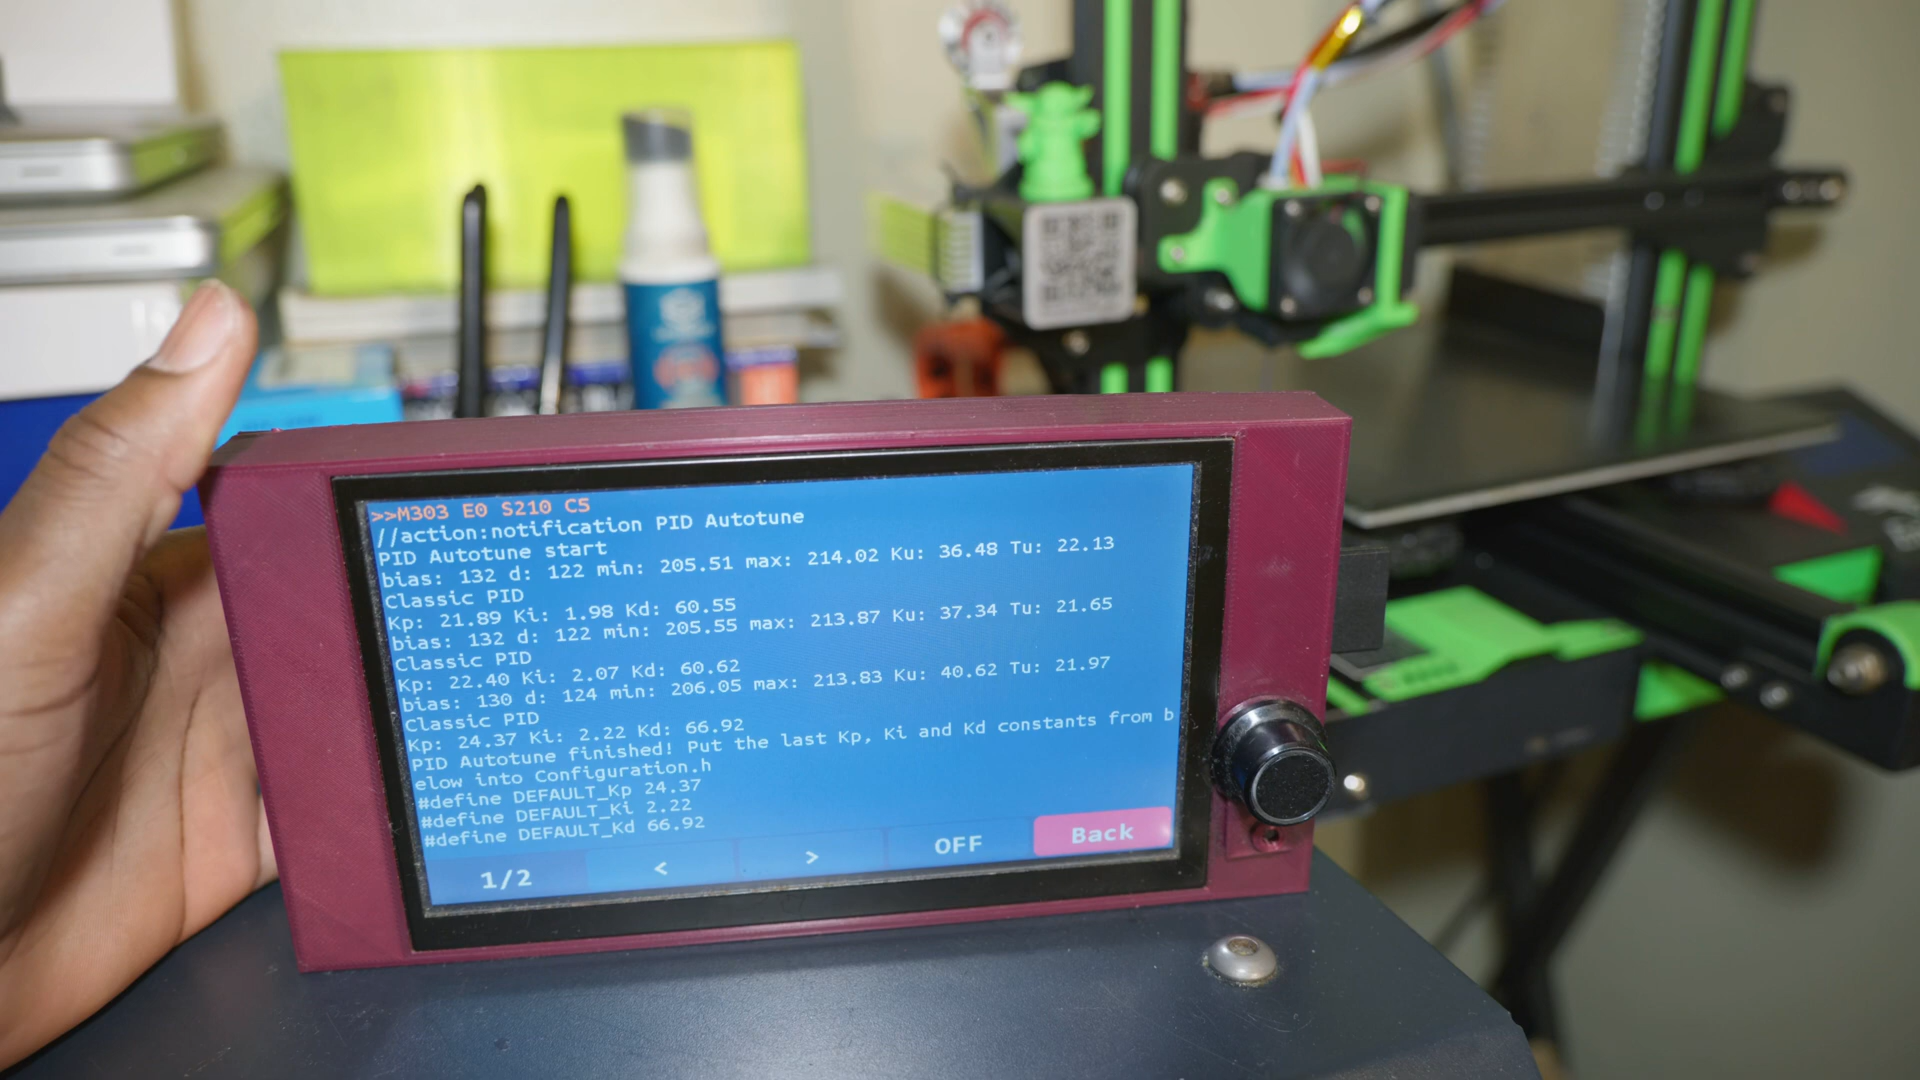 >>M303 E0 S210 C5
//action:notification PID Autotune
PID Autotune start
bias: 132 d: 122 min: 205.51 max: 214.02 Ku: 36.48 Tu: 22.13
Classic PID
Kp: 21.89 Ki: 1.98 Kd: 60.55
bias: 132 d: 122 min: 205.55 max: 213.87 Ku: 37.34 Tu: 21.65
Classic PID
Kp: 22.40 Ki: 2.07 Kd: 60.62
bias: 130 d: 124 min: 206.05 max: 213.83 Ku: 40.62 Tu: 21.97
Classic PID
Kp: 24.37 Ki: 2.22 Kd: 66.92
PID Autotune finished! Put the last Kp, Ki and Kd constants from b
elow into Configuration.h
#define DEFAULT_Kp 24.37
#define DEFAULT_Ki 2.22
#define DEFAULT_Kd 66.92
1/2 < > OFF Back